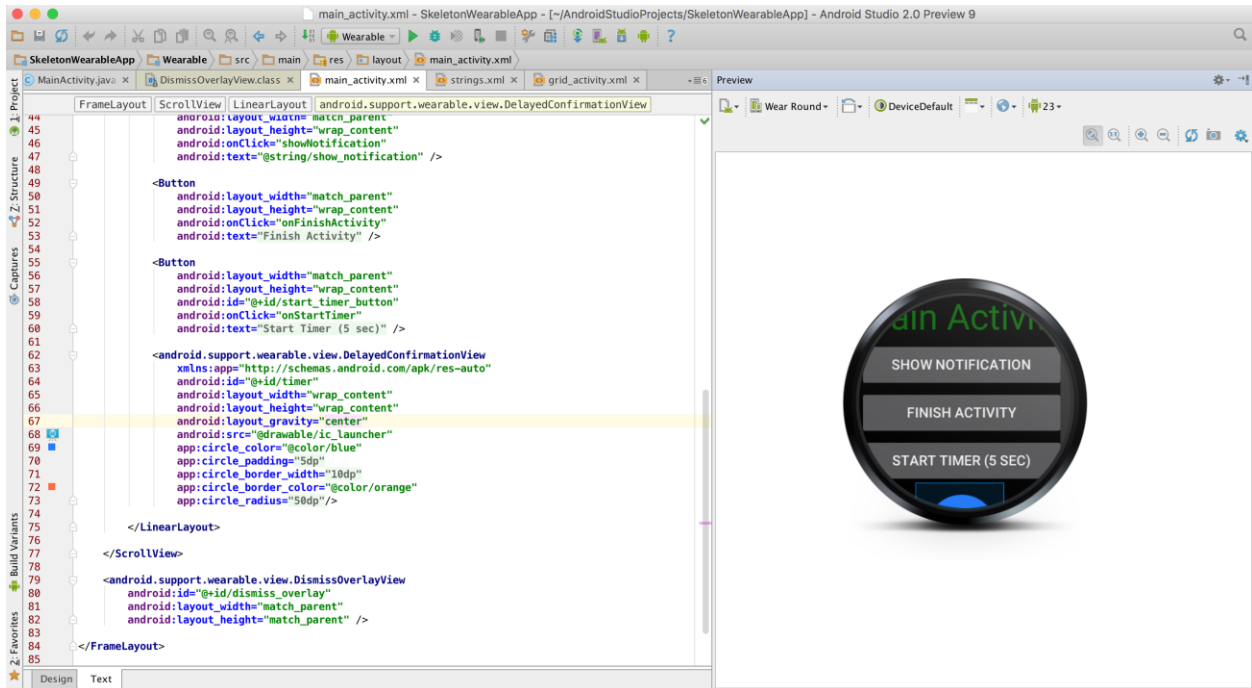 main_activity.xml - SkeletonWearableApp - [~/AndroidStudioProjects/SkeletonWearableApp] - Android Studio 2.0 Preview 9
Wearable
SkeletonWearableApp Wearable src main res layout main_activity.xml
MainActivity.java DismissOverlayView.class main_activity.xml strings.xml grid_activity.xml
FrameLayout ScrollView LinearLayout android.support.wearable.view.DelayedConfirmationView
44 android:layout_width="match_parent"
45 android:layout_height="wrap_content"
46 android:onClick="showNotification"
47 android:text="@string/show_notification" />
48
49 <Button
50 android:layout_width="match_parent"
51 android:layout_height="wrap_content"
52 android:onClick="onFinishActivity"
53 android:text="Finish Activity" />
54
55 <Button
56 android:layout_width="match_parent"
57 android:layout_height="wrap_content"
58 android:id="@+id/start_timer_button"
59 android:onClick="onStartTimer"
60 android:text="Start Timer (5 sec)" />
61
62 <android.support.wearable.view.DelayedConfirmationView
63 xmlns:app="http://schemas.android.com/apk/res-auto"
64 android:id="@+id/timer"
65 android:layout_width="wrap_content"
66 android:layout_height="wrap_content"
67 android:layout_gravity="center"
68 android:src="@drawable/ic_launcher"
69 app:circle_color="@color/blue"
70 app:circle_padding="5dp"
71 app:circle_border_width="10dp"
72 app:circle_border_color="@color/orange"
73 app:circle_radius="50dp"/>
74
75 </LinearLayout>
76
77 </ScrollView>
78
79 <android.support.wearable.view.DismissOverlayView
80 android:id="@+id/dismiss_overlay"
81 android:layout_width="match_parent"
82 android:layout_height="match_parent" />
83
84 </FrameLayout>
85
Design Text
1: Project
Z: Structure
Captures
Build Variants
2: Favorites
Preview
Wear Round DeviceDefault 23
ain Activi
SHOW NOTIFICATION
FINISH ACTIVITY
START TIMER (5 SEC)